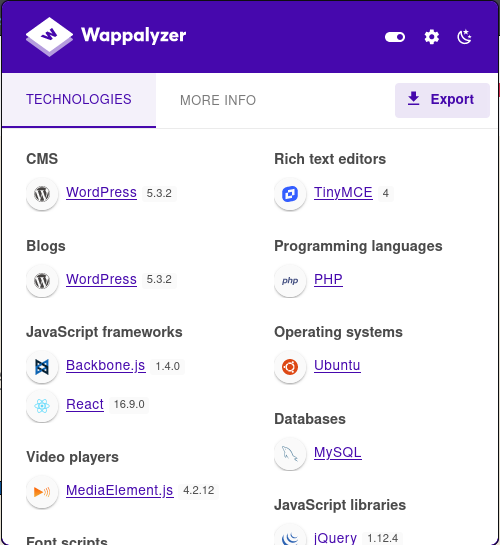 Wappalyzer
TECHNOLOGIES
MORE INFO
Export
CMS
WordPress 5.3.2
Blogs
WordPress 5.3.2
JavaScript frameworks
Backbone.js 1.4.0
React 16.9.0
Video players
MediaElement.js 4.2.12
Font scripts
Rich text editors
TinyMCE 4
Programming languages
php PHP
Operating systems
Ubuntu
Databases
MySQL
JavaScript libraries
jQuery 1.12.4